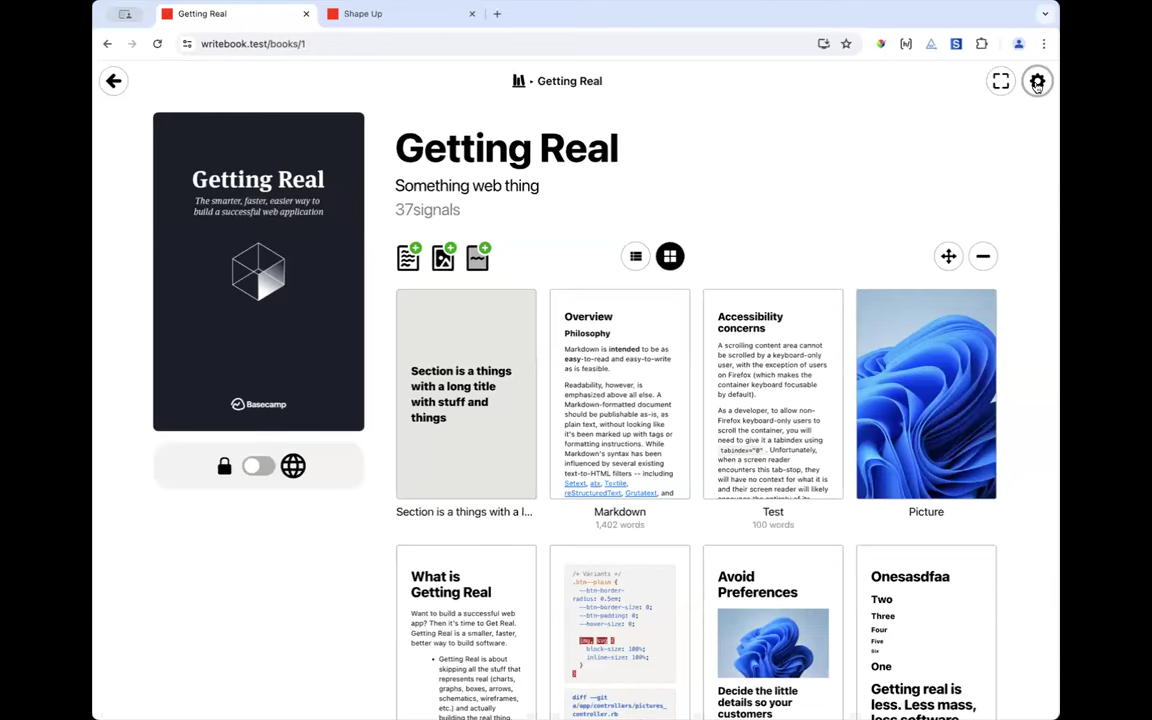 Getting Real
Shape Up
writebook.test/books/1
Getting Real
Getting Real
The smarter, faster, easier way to
build a successful web application
Basecamp
Getting Real
Something web thing
37signals
Section is a things
with a long title
with stuff and
things
Section is a things with a l...
Overview
Philosophy
Markdown is intended to be as
easy-to-read and easy-to-write
as is feasible.
Readability, however, is
emphasized above all else. A
Markdown-formatted document
should be publishable as-is, as
plain text, without looking like
it's been marked up with tags or
formatting instructions. While
Markdown's syntax has been
influenced by several existing
text-to-HTML filters -- including
Setext, atx, Textile,
reStructuredText, Grutatext, and
Markdown
1,402 words
Accessibility
concerns
A scrolling content area cannot
be scrolled by a keyboard-only
user, with the exception of users
on Firefox (which makes the
container keyboard focusable
by default).
As a developer, to allow non-
Firefox keyboard-only users to
scroll the container, you will
need to give it a tabindex using
tabindex="0". Unfortunately,
when a screen reader
encounters this tab-stop, they
will have no context for what it is
and their screen reader will likely
Test
100 words
Picture
What is
Getting Real
Want to build a successful web
app? Then it's time to Get Real.
Getting Real is a smaller, faster,
better way to build software.
• Getting Real is about
skipping all the stuff that
represents real (charts,
graphs, boxes, arrows,
schematics, wireframes,
etc.) and actually
building the real thing.
/* Variants */
.btn--plain {
--btn-border-
radius: 0.5em;
--btn-border-size: 0;
--btn-padding: 0;
--hover-size: 0;
img, svg {
block-size: 100%;
inline-size: 100%;
}
}
diff --git
a/app/controllers/pictures_
controller.rb
Avoid
Preferences
Decide the little
details so your
customers
Onesasdfaa
Two
Three
Four
Five
Six
One
Getting real is
less. Less mass,
less software